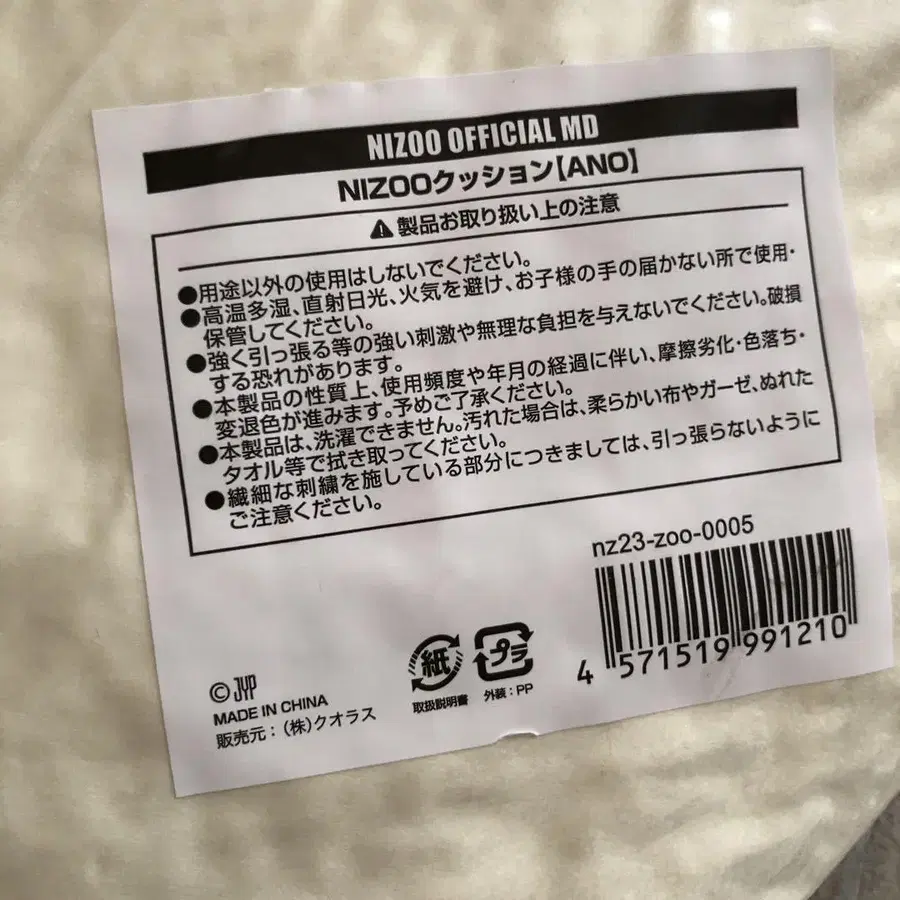 NIZOO OFFICIAL MD
NIZOOクッション【ANO】
⚠製品お取り扱い上の注意
●用途以外の使用はしないでください。
●高温多湿、直射日光、火気を避け、お子様の手の届かない所で使用・
保管してください。
●強く引っ張る等の強い刺激や無理な負担を与えないでください。破損
する恐れがあります。
●本製品の性質上、使用頻度や年月の経過に伴い、摩擦劣化・色落ち・
変退色が進みます。予めご了承ください。
●本製品は、洗濯できません。汚れた場合は、柔らかい布やガーゼ、ぬれた
タオル等で拭き取ってください。
●繊細な刺繍を施している部分につきましては、引っ張らないように
ご注意ください。
nz23-zoo-0005
4 571519 991210
紙
取扱説明書
プラ
外装：PP
© JYP
MADE IN CHINA
販売元：（株）クオラス